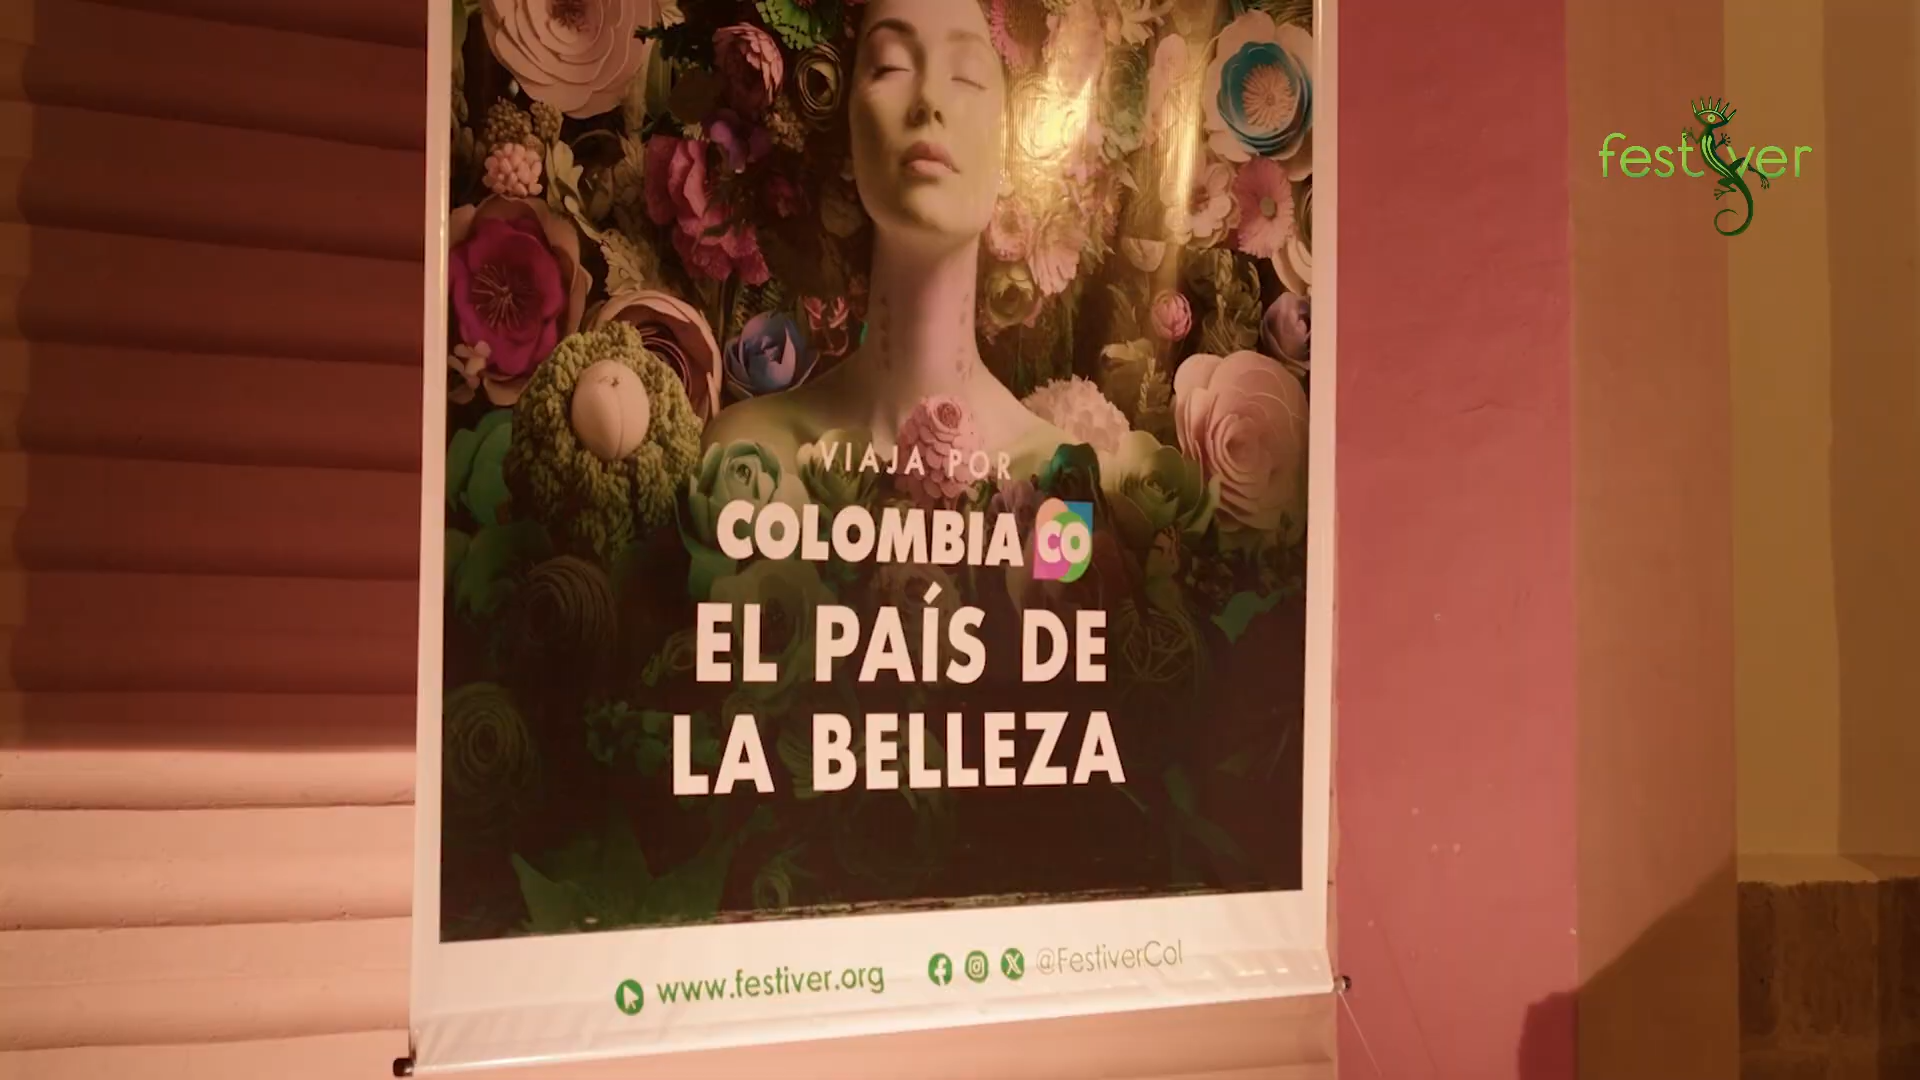 festiver
VIAJA POR
COLOMBIA CO
EL PAÍS DE
LA BELLEZA
www.festiver.org @FestiverCol